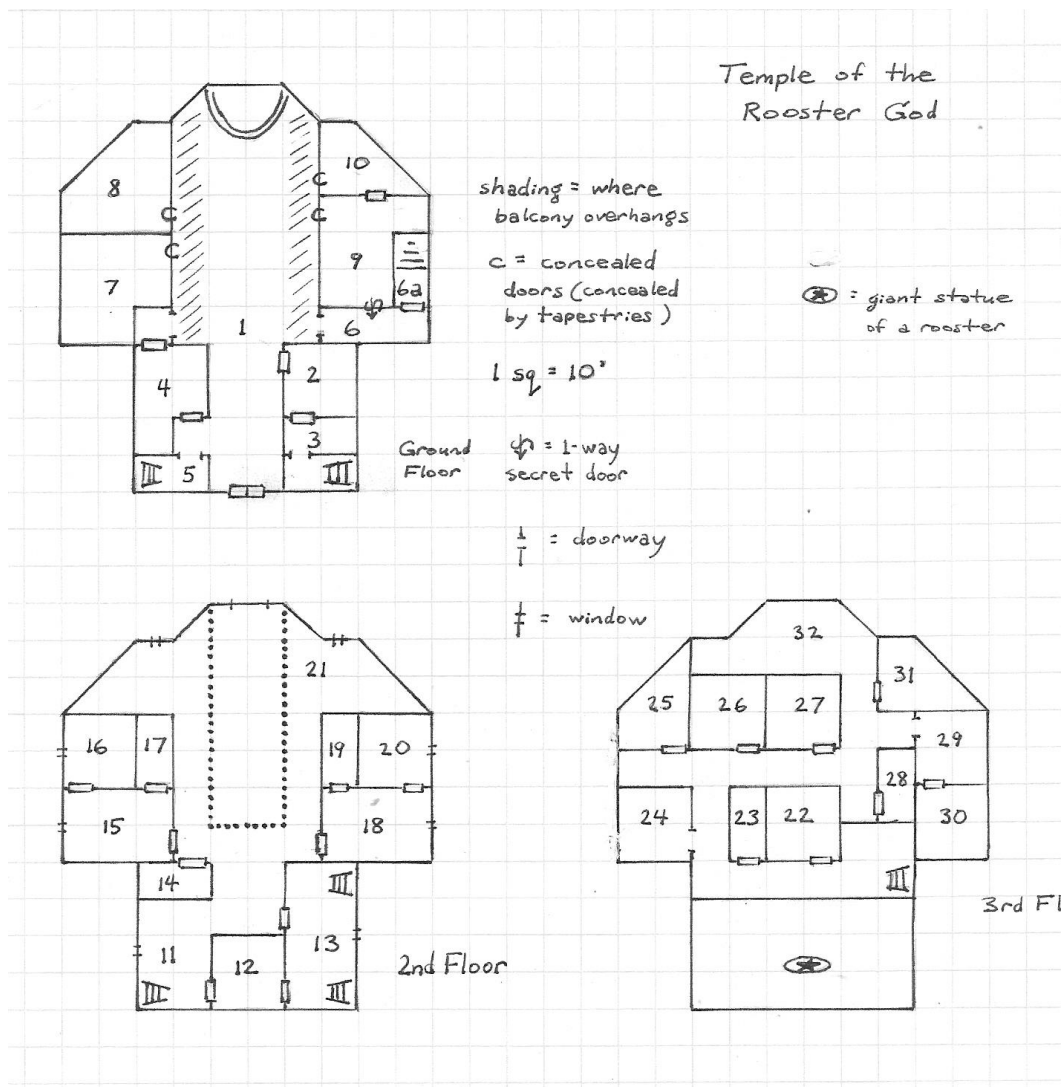 Temple of the
Rooster God
shading = where
balcony overhangs
c = concealed
doors (concealed
by tapestries)
1 sq = 10'
= 1-way
secret door
= doorway
= window
= giant statue
of a rooster
10
8
C
C
C
C
9
7
6a
1
6
4
2
3
5
Ground
Floor
21
16
17
19
20
15
18
14
11
12
13
2nd Floor
32
31
25
26
27
29
28
24
23
22
30
3rd Fl